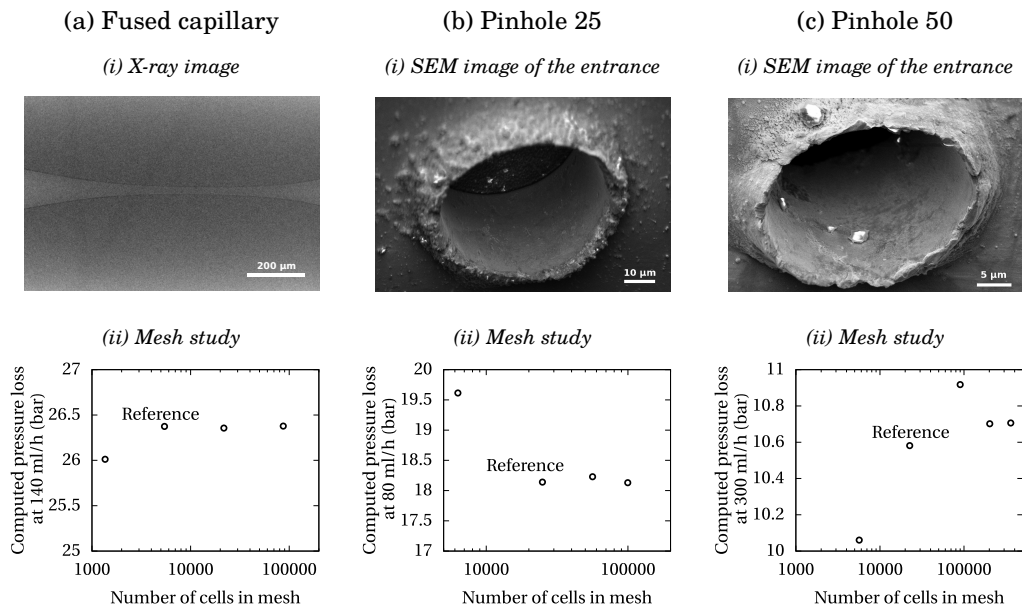 (a) Fused capillary
(i) X-ray image
200 µm
(ii) Mesh study
Computed pressure loss
at 140 ml/h (bar)
27
26.5
26
25.5
25
Reference
1000 10000 100000
Number of cells in mesh
(b) Pinhole 25
(i) SEM image of the entrance
10 µm
(ii) Mesh study
Computed pressure loss
at 80 ml/h (bar)
20
19.5
19
18.5
18
17.5
17
Reference
10000 100000
Number of cells in mesh
(c) Pinhole 50
(i) SEM image of the entrance
5 µm
(ii) Mesh study
Computed pressure loss
at 300 ml/h (bar)
11
10.8
10.6
10.4
10.2
10
Reference
1000 10000 100000
Number of cells in mesh